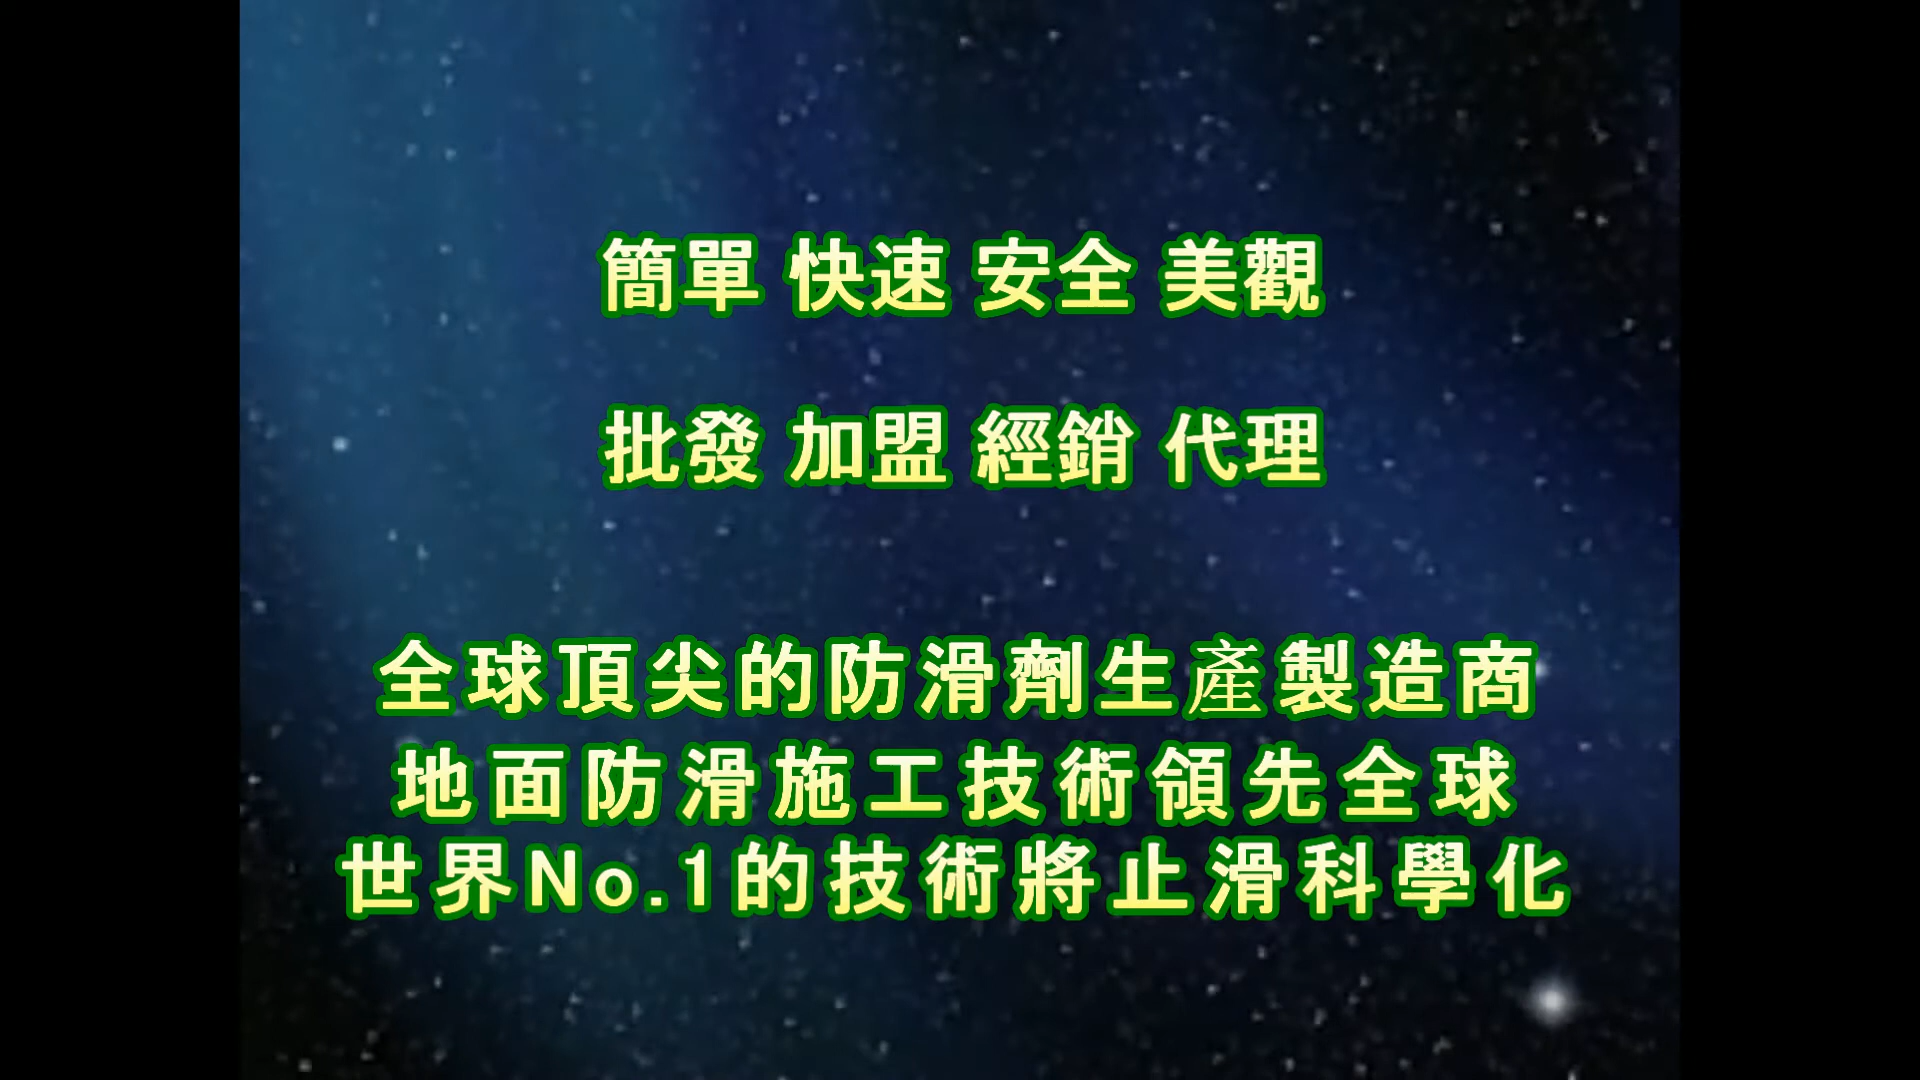 簡單 快速 安全 美觀
批發 加盟 經銷 代理
全球頂尖的防滑劑生產製造商
地面防滑施工技術領先全球
世界No.1的技術將止滑科學化